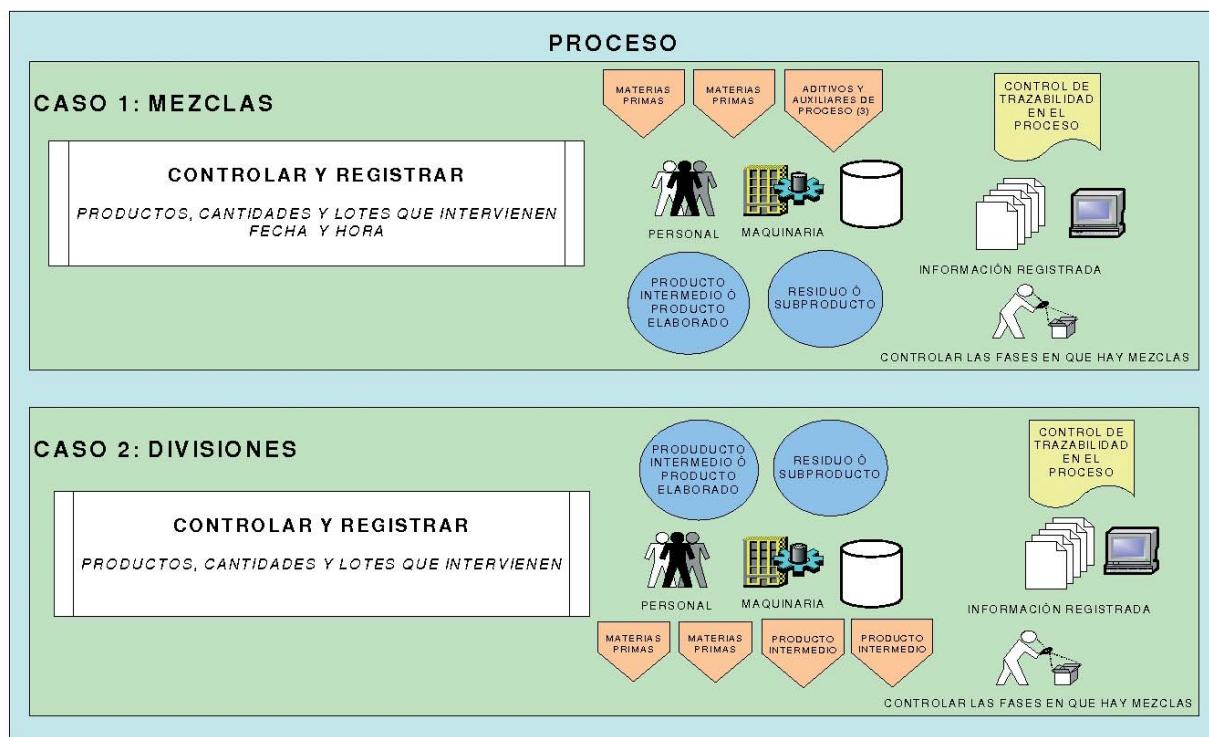 PROCESO
CASO 1: MEZCLAS
CONTROLAR Y REGISTRAR
PRODUCTOS, CANTIDADES Y LOTES QUE INTERVIENEN
FECHA Y HORA
MATERIAS
PRIMAS
MATERIAS
PRIMAS
ADITIVOS Y
AUXILIARES DE
PROCESO (3)
PERSONAL
MAQUINARIA
PRODUCTO
INTERMEDIO Ó
PRODUCTO
ELABORADO
RESIDUO Ó
SUBPRODUCTO
CONTROL DE
TRAZABILIDAD
EN EL
PROCESO
INFORMACIÓN REGISTRADA
CONTROLAR LAS FASES EN QUE HAY MEZCLAS
CASO 2: DIVISIONES
CONTROLAR Y REGISTRAR
PRODUCTOS, CANTIDADES Y LOTES QUE INTERVIENEN
PRODUDUCTO
INTERMEDIO Ó
PRODUCTO
ELABORADO
RESIDUO Ó
SUBPRODUCTO
PERSONAL
MAQUINARIA
MATERIAS
PRIMAS
MATERIAS
PRIMAS
PRODUCTO
INTERMEDIO
PRODUCTO
INTERMEDIO
CONTROL DE
TRAZABILIDAD
EN EL
PROCESO
INFORMACIÓN REGISTRADA
CONTROLAR LAS FASES EN QUE HAY MEZCLAS